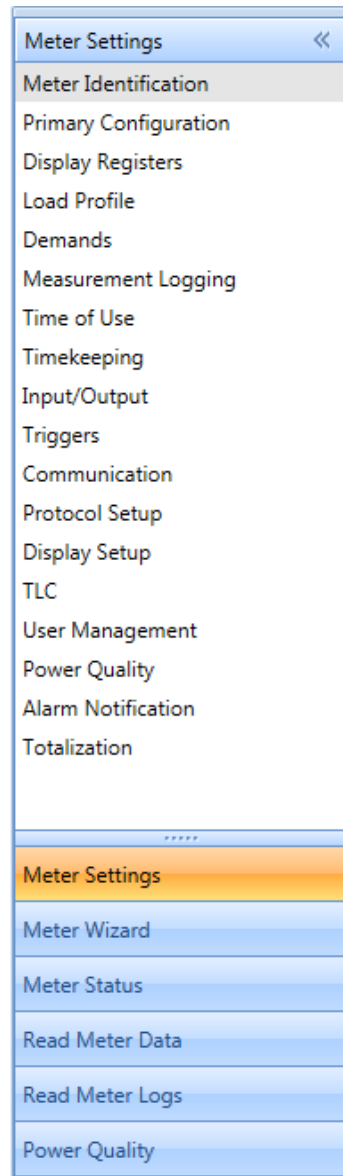 Meter Settings
Meter Identification
Primary Configuration
Display Registers
Load Profile
Demands
Measurement Logging
Time of Use
Timekeeping
Input/Output
Triggers
Communication
Protocol Setup
Display Setup
TLC
User Management
Power Quality
Alarm Notification
Totalization
Meter Settings
Meter Wizard
Meter Status
Read Meter Data
Read Meter Logs
Power Quality